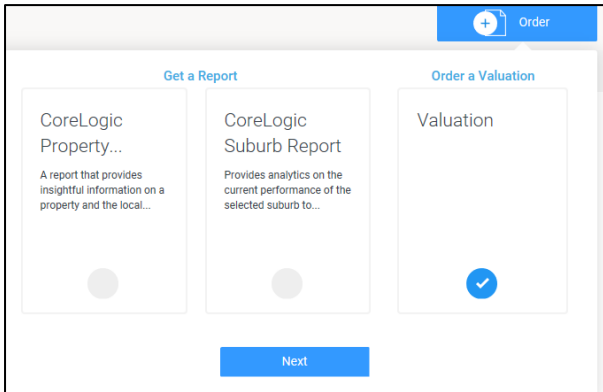 Order
Get a Report
Order a Valuation
CoreLogic
Property...
A report that provides
insightful information on a
property and the local...
CoreLogic
Suburb Report
Provides analytics on the
current performance of the
selected suburb to...
Valuation
Next